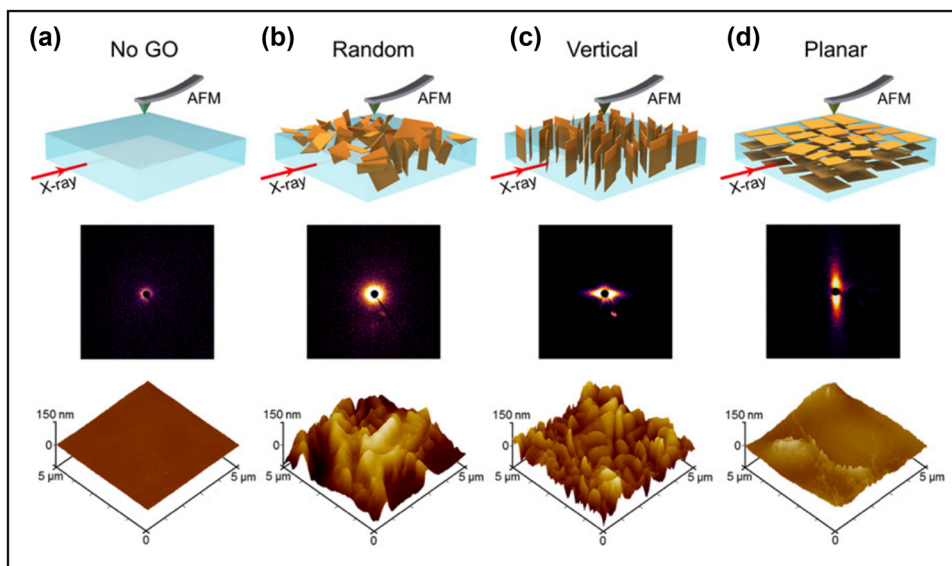 (a) No GO
(b) Random
(c) Vertical
(d) Planar
AFM
AFM
AFM
AFM
X-ray
X-ray
X-ray
X-ray
150 nm
0
5 µm
5 µm
0
150 nm
0
5 µm
5 µm
0
150 nm
0
5 µm
5 µm
0
150 nm
0
5 µm
5 µm
0